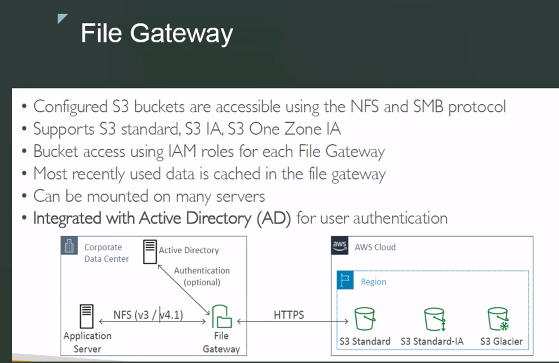 File Gateway
• Configured S3 buckets are accessible using the NFS and SMB protocol
• Supports S3 standard, S3 IA, S3 One Zone IA
• Bucket access using IAM roles for each File Gateway
• Most recently used data is cached in the file gateway
• Can be mounted on many servers
• Integrated with Active Directory (AD) for user authentication
Corporate
Data Center
Active Directory
Authentication
(optional)
NFS (v3 / v4.1)
Application
Server
File
Gateway
HTTPS
aws
AWS Cloud
Region
S3 Standard
S3 Standard-IA
S3 Glacier